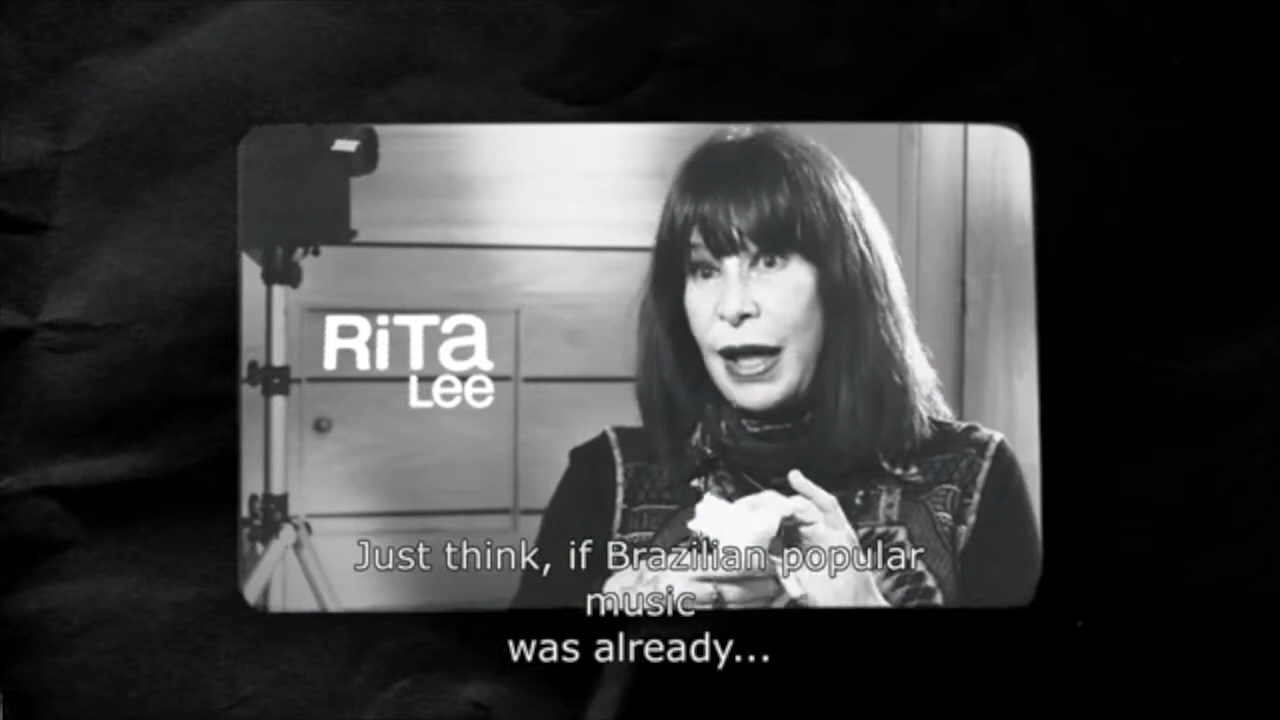 RiTa
Lee
Just think, if Brazilian popular
music
was already...